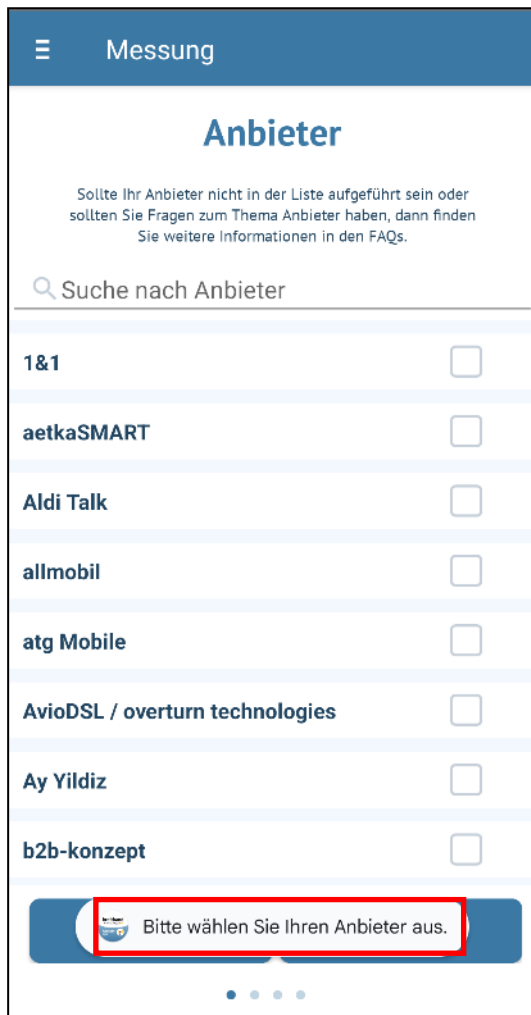 Messung
Anbieter
Sollte Ihr Anbieter nicht in der Liste aufgeführt sein oder
sollten Sie Fragen zum Thema Anbieter haben, dann finden
Sie weitere Informationen in den FAQs.
Suche nach Anbieter
1&1
aetkaSMART
Aldi Talk
allmobil
atg Mobile
AvioDSL / overturn technologies
Ay Yildiz
b2b-konzept
Bitte wählen Sie Ihren Anbieter aus.